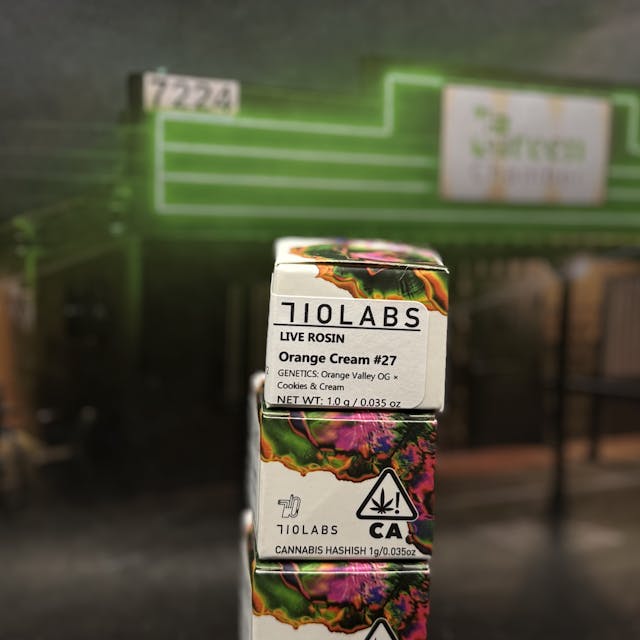 7224
710LABS
LIVE ROSIN
Orange Cream #27
GENETICS: Orange Valley OG ×
Cookies & Cream
NET WT: 1.0 g / 0.035 oz
710LABS
CA
CANNABIS HASHISH 1g/0.035oz